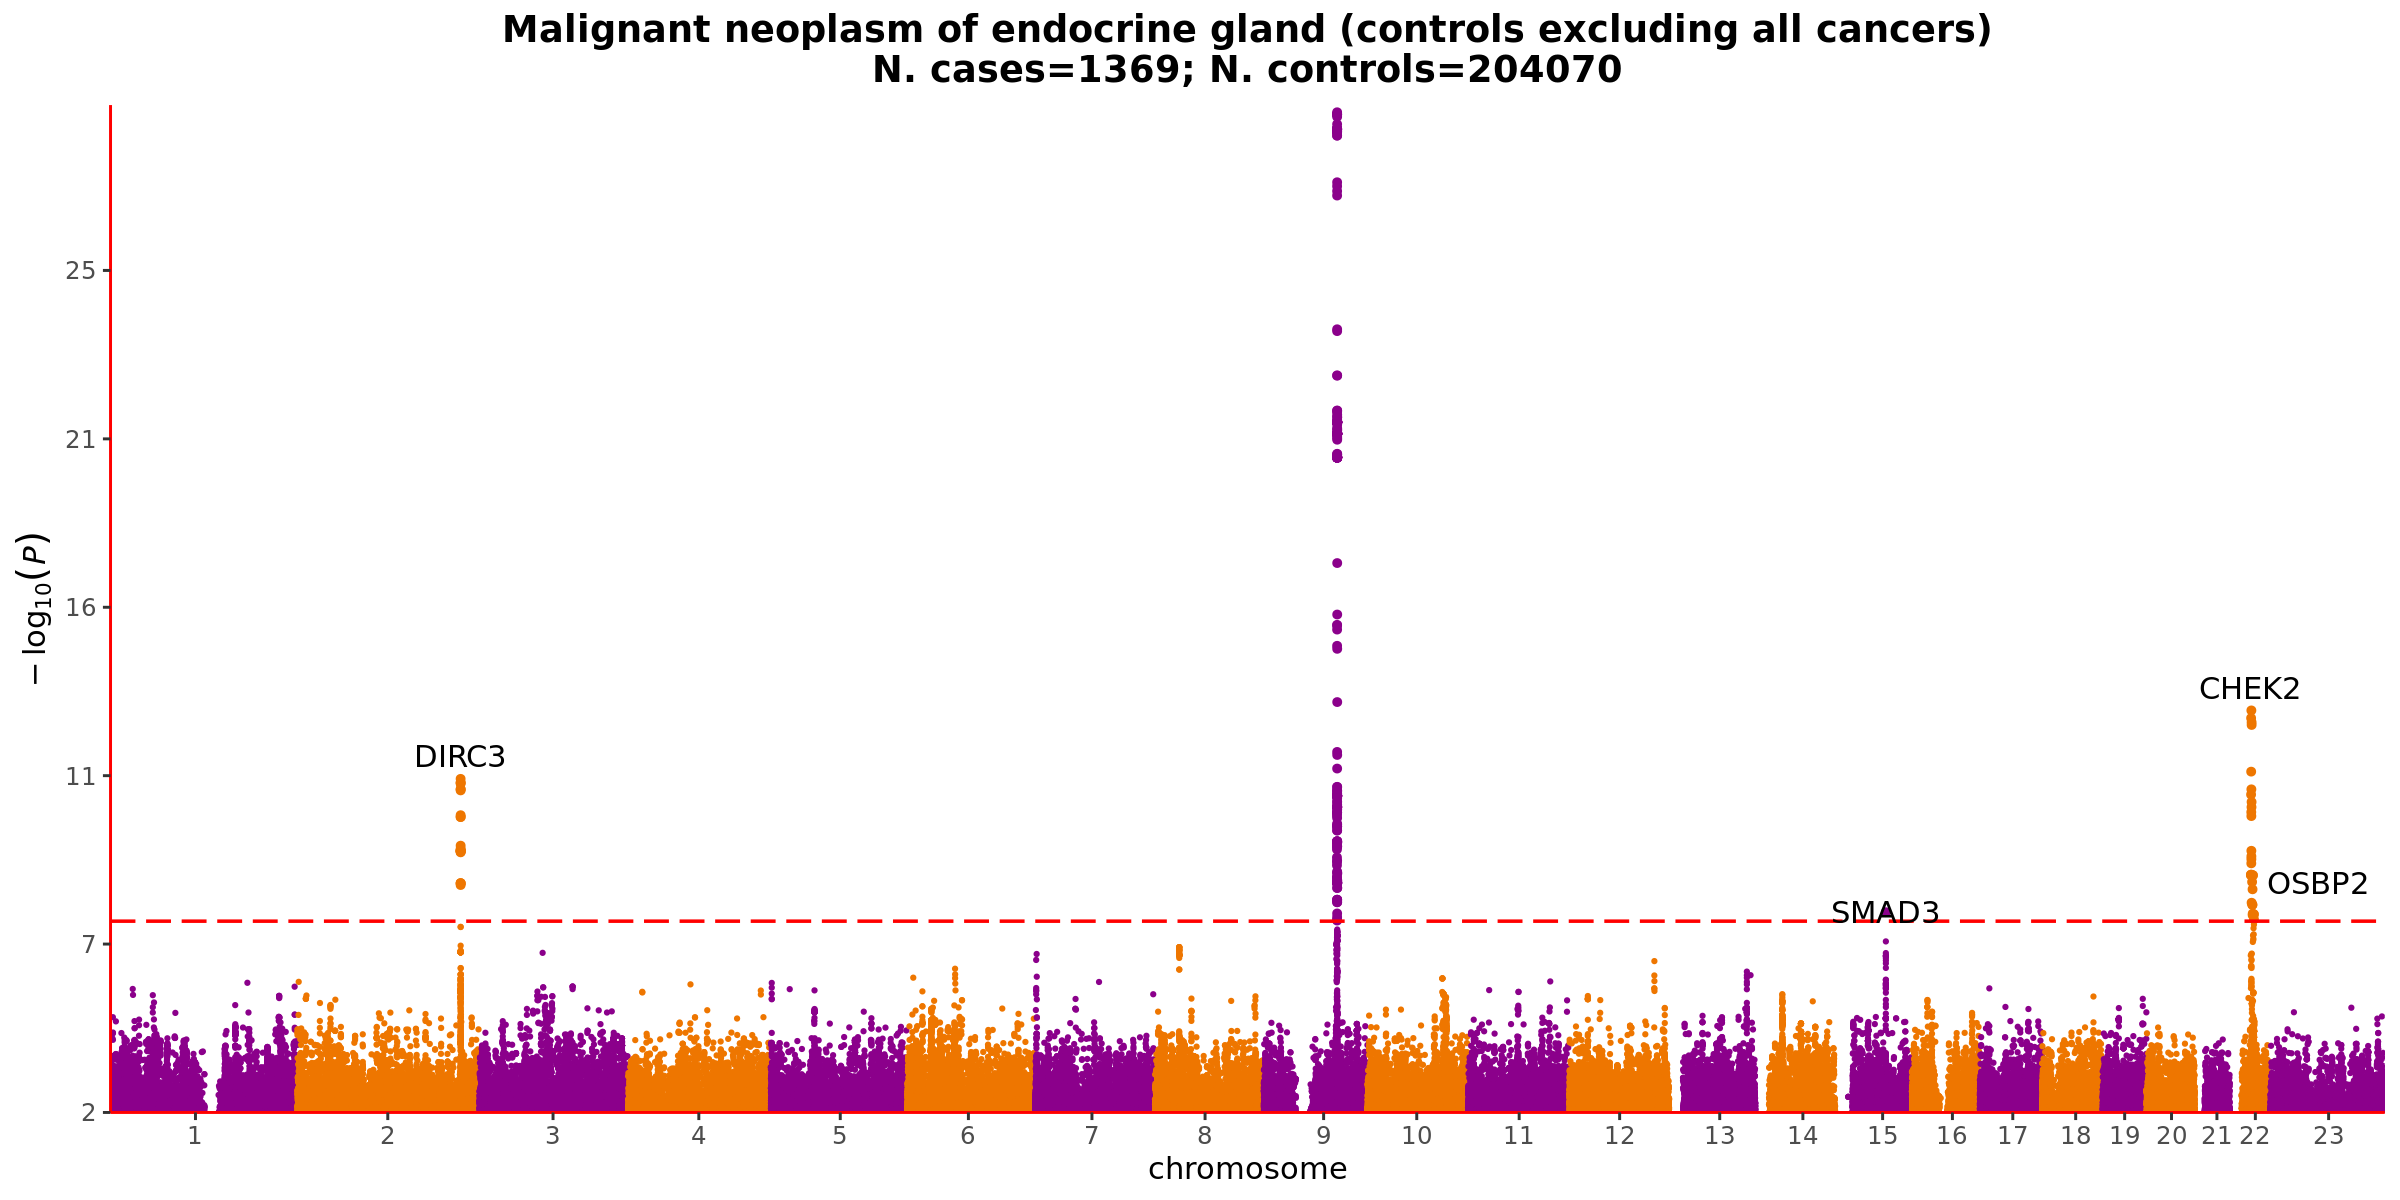 Malignant neoplasm of endocrine gland (controls excluding all cancers)
N. cases=1369; N. controls=204070
25
21
16
11
7
2
−log10(P)
CHEK2
DIRC3
OSBP2
SMAD3
1 2 3 4 5 6 7 8 9 10 11 12 13 14 15 16 17 18 19 20 21 22 23
chromosome